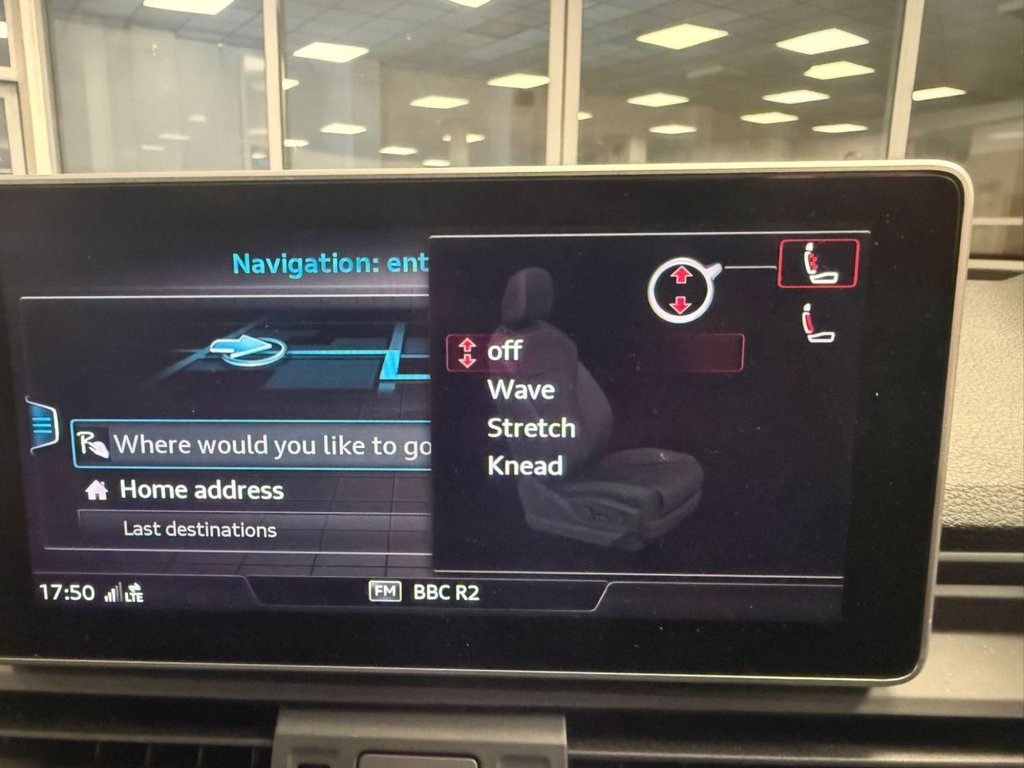 Navigation: ent
off
Wave
Stretch
Knead
Where would you like to go
Home address
Last destinations
17:50 LTE
FM BBC R2